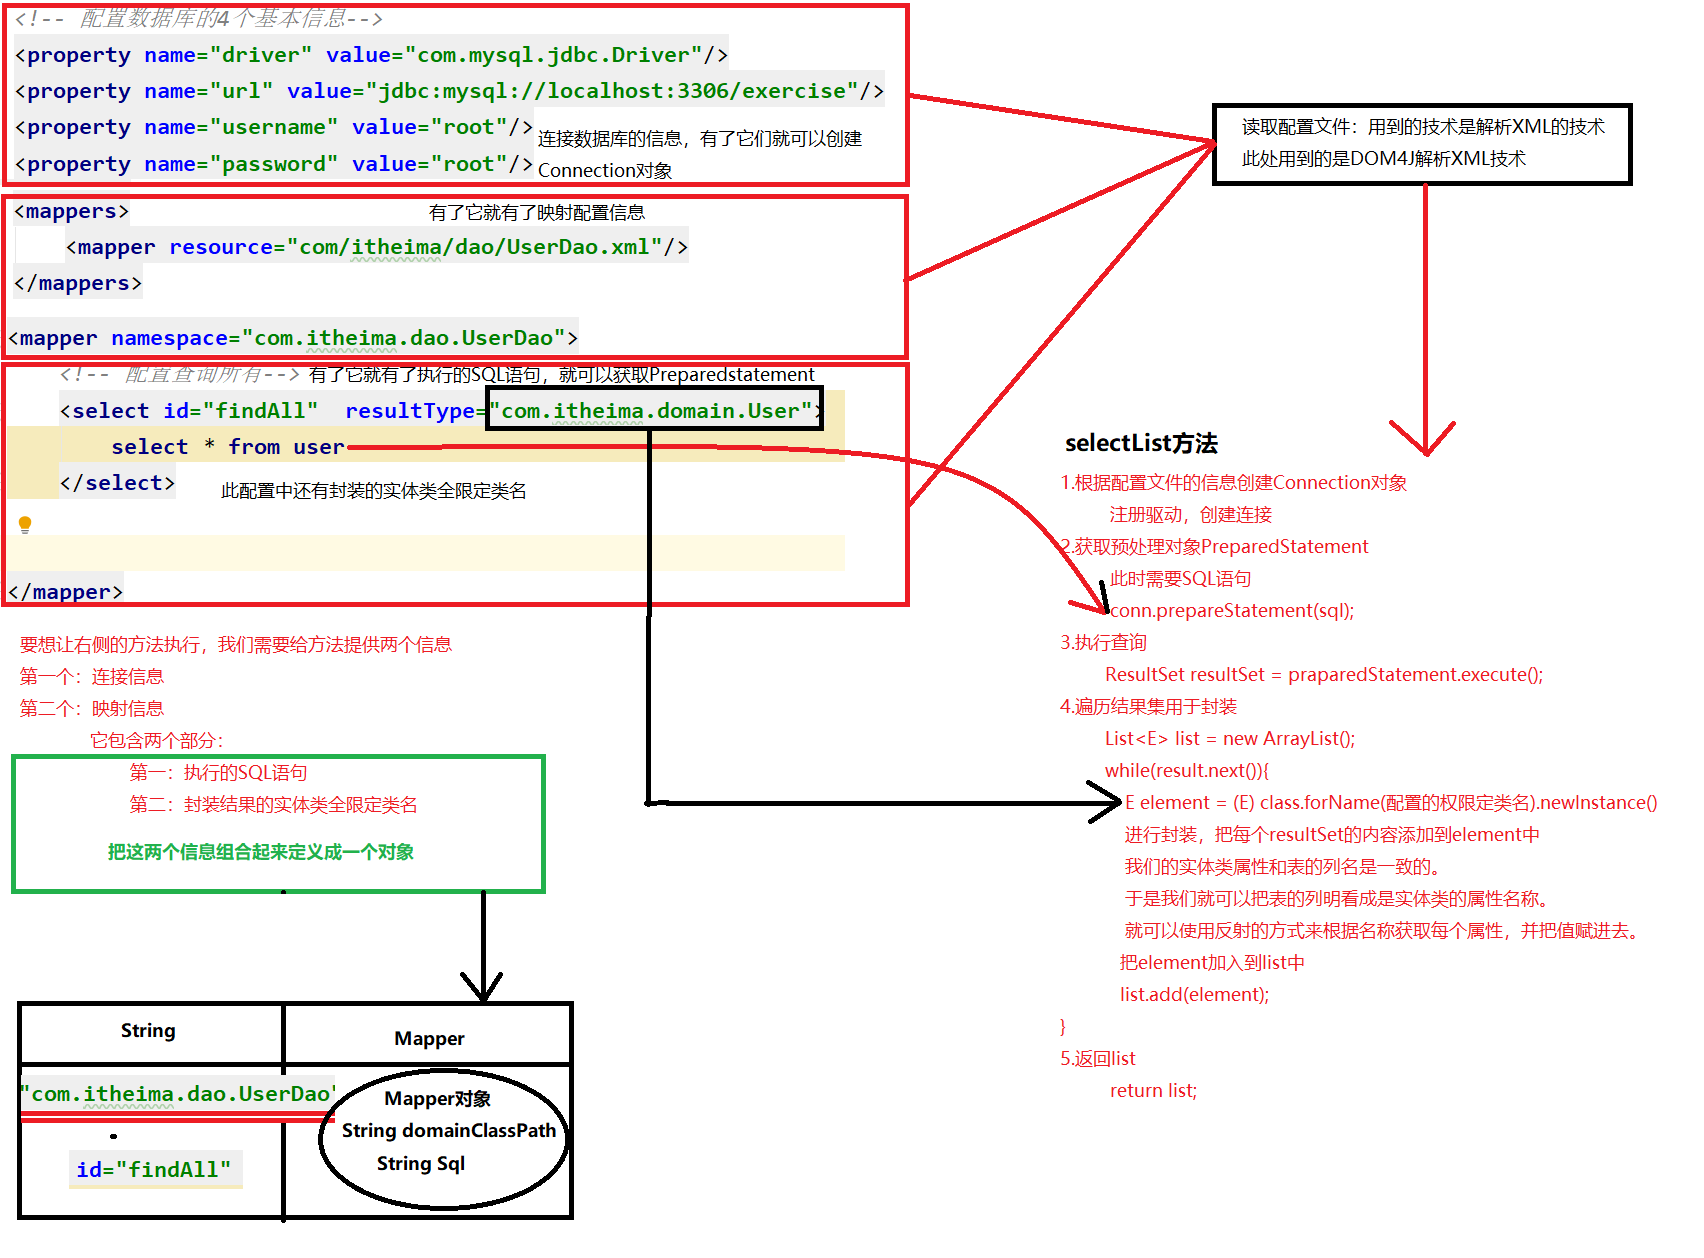 <!-- 配置数据库的4个基本信息-->
<property name="driver" value="com.mysql.jdbc.Driver"/>
<property name="url" value="jdbc:mysql://localhost:3306/exercise"/>
<property name="username" value="root"/>
<property name="password" value="root"/>
连接数据库的信息，有了它们就可以创建
Connection对象
<mappers>
有了它就有了映射配置信息
<mapper resource="com/itheima/dao/UserDao.xml"/>
</mappers>
<mapper namespace="com.itheima.dao.UserDao">
<!-- 配置查询所有-->
有了它就有了执行的SQL语句，就可以获取Preparedstatement
<select id="findAll" resultType="com.itheima.domain.User">
select * from user
</select>
此配置中还有封装的实体类全限定类名
</mapper>
读取配置文件：用到的技术是解析XML的技术
此处用到的是DOM4J解析XML技术
selectList方法
1.根据配置文件的信息创建Connection对象
注册驱动，创建连接
2.获取预处理对象PreparedStatement
此时需要SQL语句
conn.prepareStatement(sql);
3.执行查询
ResultSet resultSet = praparedStatement.execute();
4.遍历结果集用于封装
List<E> list = new ArrayList();
while(result.next()){
E element = (E) class.forName(配置的权限定类名).newInstance()
进行封装，把每个resultSet的内容添加到element中
我们的实体类属性和表的列名是一致的。
于是我们就可以把表的列明看成是实体类的属性名称。
就可以使用反射的方式来根据名称获取每个属性，并把值赋进去。
把element加入到list中
list.add(element);
}
5.返回list
return list;
要想让右侧的方法执行，我们需要给方法提供两个信息
第一个：连接信息
第二个：映射信息
它包含两个部分：
第一：执行的SQL语句
第二：封装结果的实体类全限定类名
把这两个信息组合起来定义成一个对象
String
Mapper
"com.itheima.dao.UserDao"
.
id="findAll"
Mapper对象
String domainClassPath
String Sql